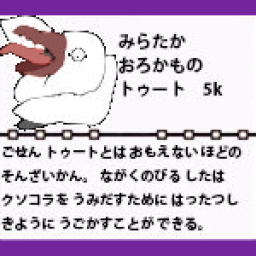 みらたか
おろかもの
トゥート　5k
ごせん トゥートとは おもえない ほどの
そんざいかん。 ながくのびる したは
クソコラを うみだすために はったつし
きように うごかすことが できる。